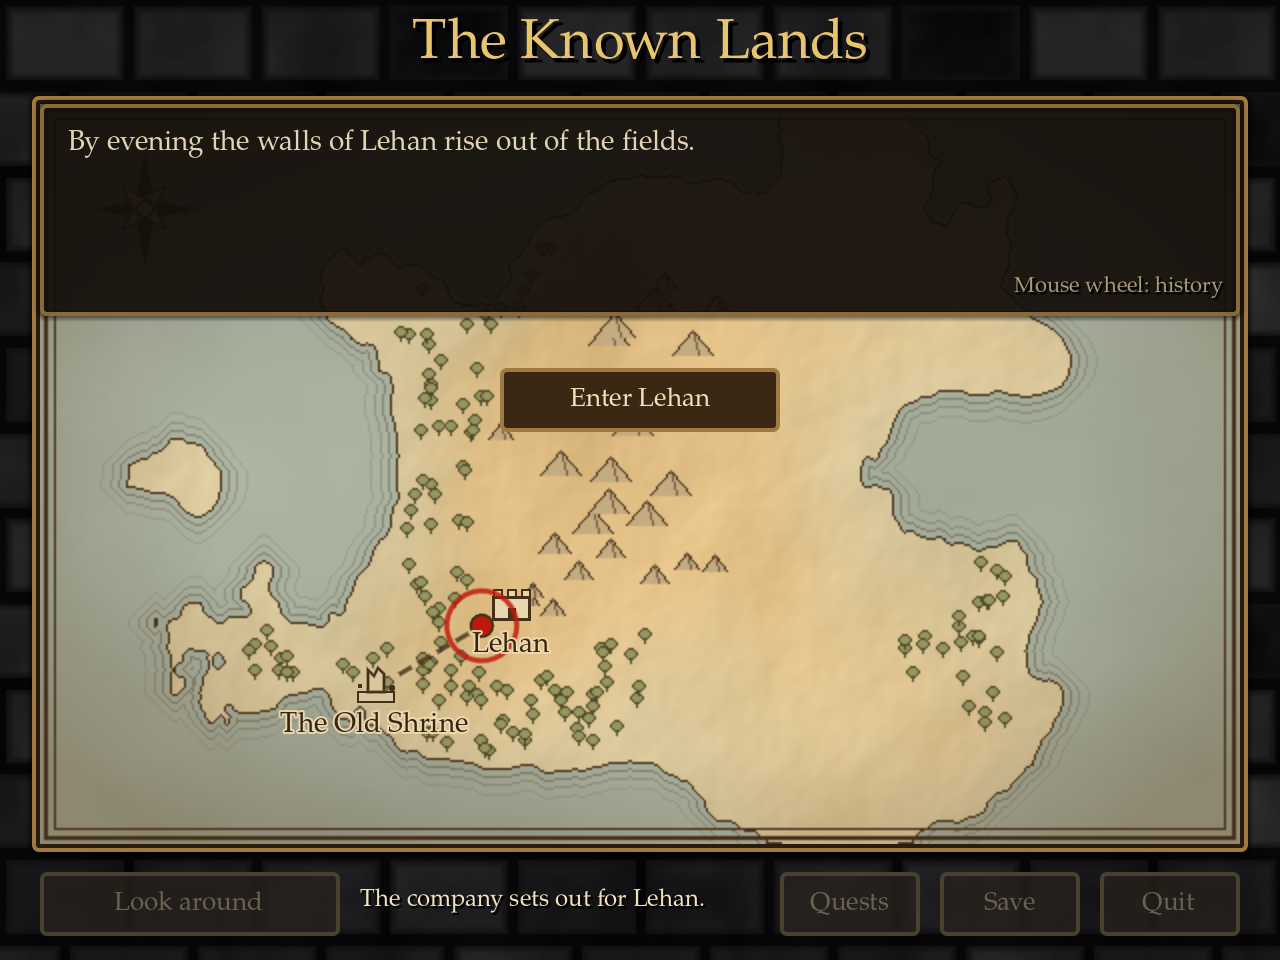 The Known Lands
By evening the walls of Lehan rise out of the fields.
Mouse wheel: history
Enter Lehan
Lehan
The Old Shrine
Look around
The company sets out for Lehan.
Quests
Save
Quit